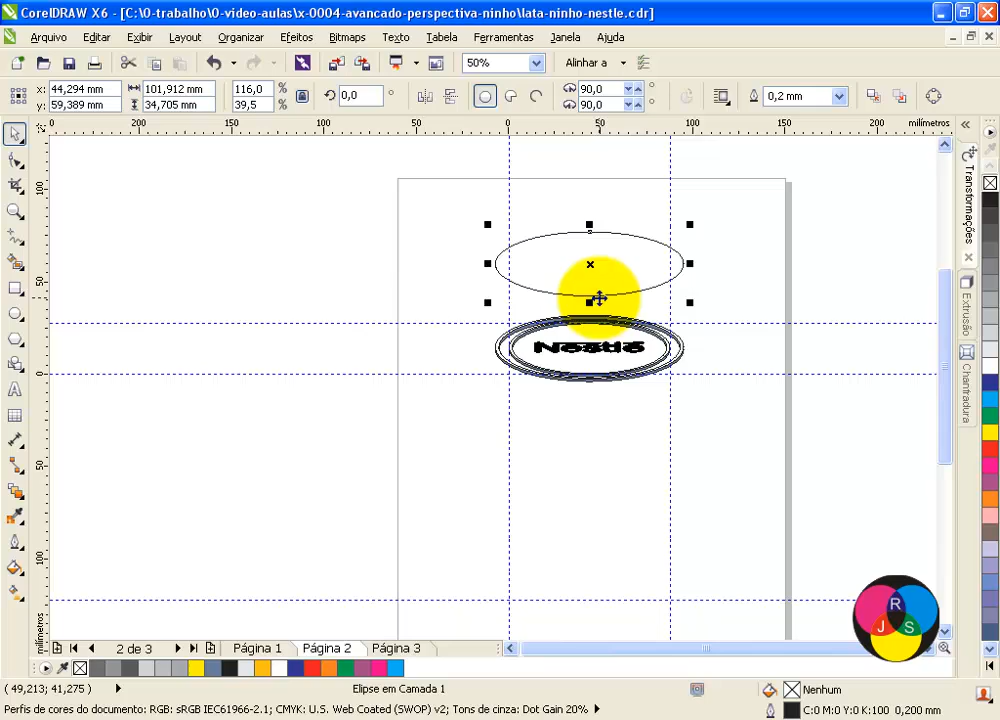 CorelDRAW X6 - [C:\0-trabalho\0-video-aulas\x-0004-avancado-perspectiva-ninho\lata-ninho-nestle.cdr]
Arquivo Editar Exibir Layout Organizar Efeitos Bitmaps Texto Tabela Ferramentas Janela Ajuda
50% Alinhar a
x: 44,294 mm 101,912 mm 116,0 % 0,0 ° 90,0 ° 0,2 mm
y: 59,389 mm 34,705 mm 39,5 % 90,0 °
200 150 100 50 0 50 100 150 200 milímetros
100
50
0
50
100
milímetros
Transformações
Extrusão
Chanfradura
Nestlé
R
J S
2 de 3 Página 1 Página 2 Página 3
( 49,213; 41,275 ) Elipse em Camada 1 Nenhum
Perfis de cores do documento: RGB: sRGB IEC61966-2.1; CMYK: U.S. Web Coated (SWOP) v2; Tons de cinza: Dot Gain 20% C:0 M:0 Y:0 K:100 0,200 mm